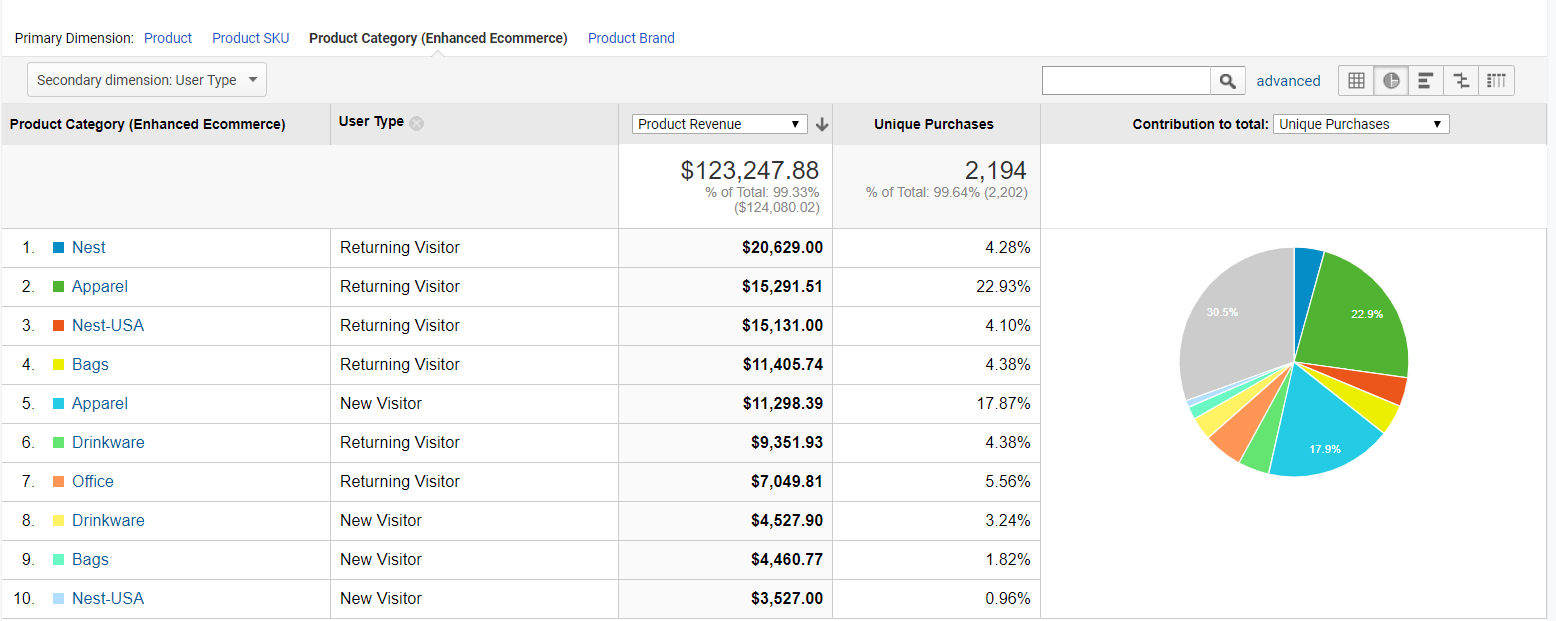 Primary Dimension: Product Product SKU Product Category (Enhanced Ecommerce) Product Brand
Secondary dimension: User Type advanced
Product Category (Enhanced Ecommerce) User Type Product Revenue Unique Purchases Contribution to total: Unique Purchases
$123,247.88 2,194
% of Total: 99.33% % of Total: 99.64% (2,202)
($124,080.02)
1. Nest Returning Visitor $20,629.00 4.28%
2. Apparel Returning Visitor $15,291.51 22.93%
3. Nest-USA Returning Visitor $15,131.00 4.10%
4. Bags Returning Visitor $11,405.74 4.38%
5. Apparel New Visitor $11,298.39 17.87%
6. Drinkware Returning Visitor $9,351.93 4.38%
7. Office Returning Visitor $7,049.81 5.56%
8. Drinkware New Visitor $4,527.90 3.24%
9. Bags New Visitor $4,460.77 1.82%
10. Nest-USA New Visitor $3,527.00 0.96%
30.5%
22.9%
17.9%